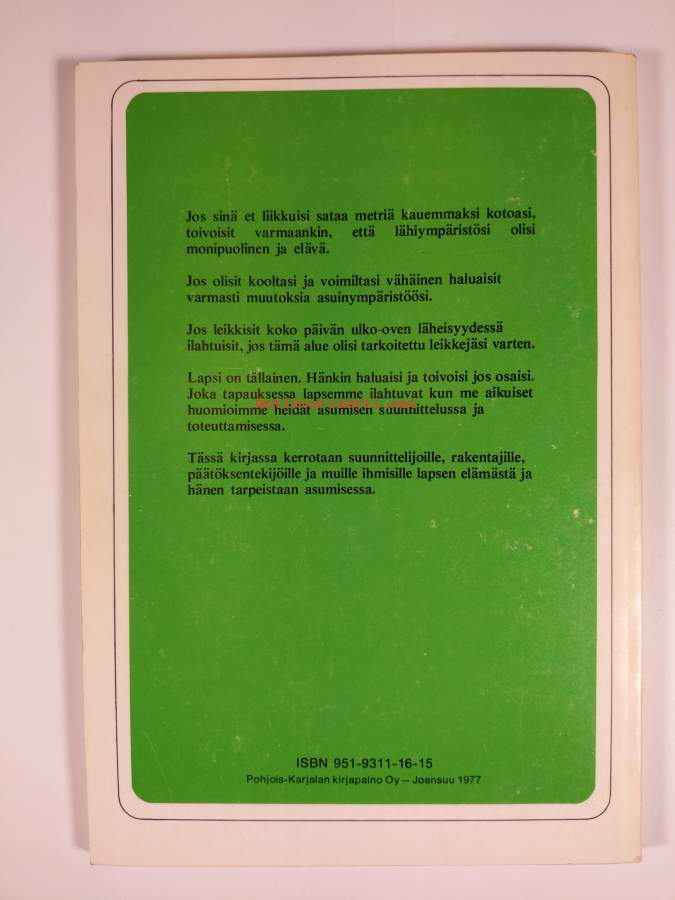 Jos sinä et liikkuisi sataa metriä kauemmaksi kotoasi,
toivoisit varmaankin, että lähiympäristösi olisi
monipuolinen ja elävä.
Jos olisit kooltasi ja voimiltasi vähäinen haluaisit
varmasti muutoksia asuinympäristöösi.
Jos leikkisit koko päivän ulko-oven läheisyydessä
ilahtuisit, jos tämä alue olisi tarkoitettu leikkejäsi varten.
Lapsi on tällainen. Hänkin haluaisi ja toivoisi jos osaisi.
Joka tapauksessa lapsemme ilahtuvat kun me aikuiset
huomioimme heidät asumisen suunnittelussa ja
toteuttamisessa.
Tässä kirjassa kerrotaan suunnittelijoille, rakentajille,
päätöksentekijöille ja muille ihmisille lapsen elämästä ja
hänen tarpeistaan asumisessa.
ISBN 951-9311-16-15
Pohjois-Karjalan kirjapaino Oy — Joensuu 1977